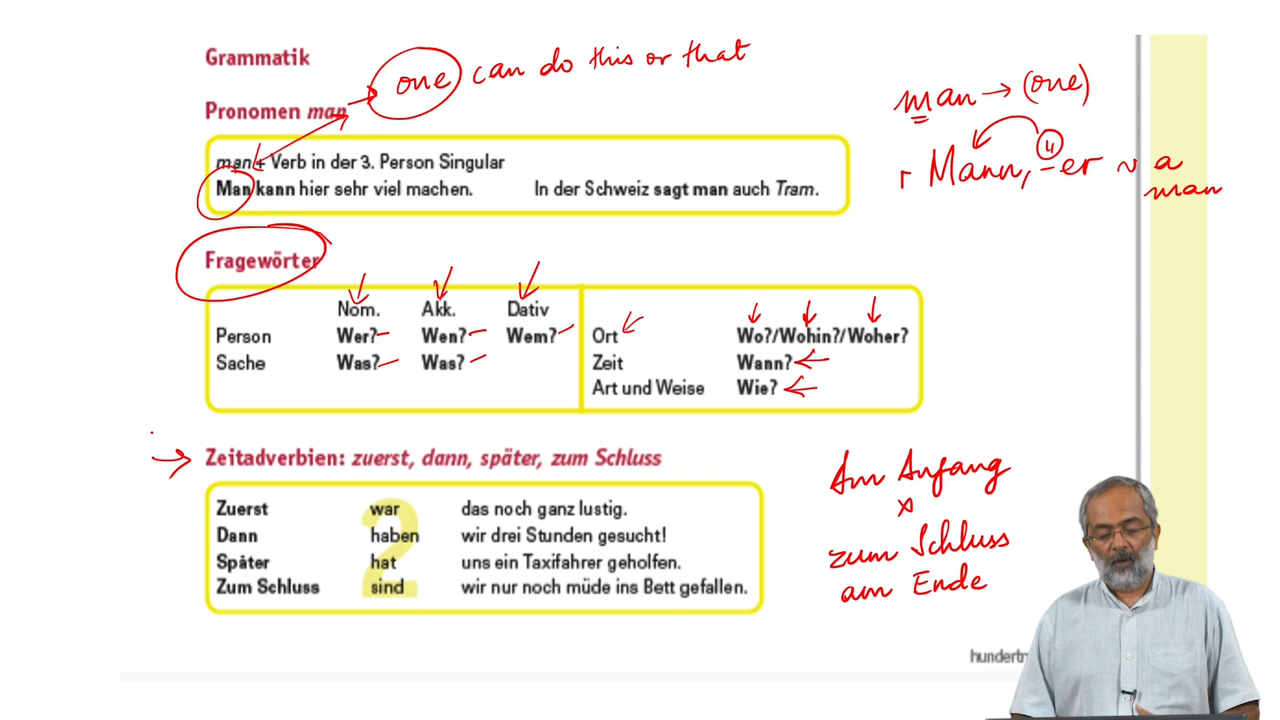 Grammatik
one can do this or that
Pronomen man
man → (one)
man + Verb in der 3. Person Singular
Man kann hier sehr viel machen. In der Schweiz sagt man auch Tram.
r Mann, -̈er ~ a man
Fragewörter
Nom. Akk. Dativ
Person Wer? Wen? Wem?
Sache Was? Was?
Ort Wo?/Wohin?/Woher?
Zeit Wann?
Art und Weise Wie?
Zeitadverbien: zuerst, dann, später, zum Schluss
2
Zuerst war das noch ganz lustig.
Dann haben wir drei Stunden gesucht!
Später hat uns ein Taxifahrer geholfen.
Zum Schluss sind wir nur noch müde ins Bett gefallen.
Am Anfang
x
zum Schluss
am Ende